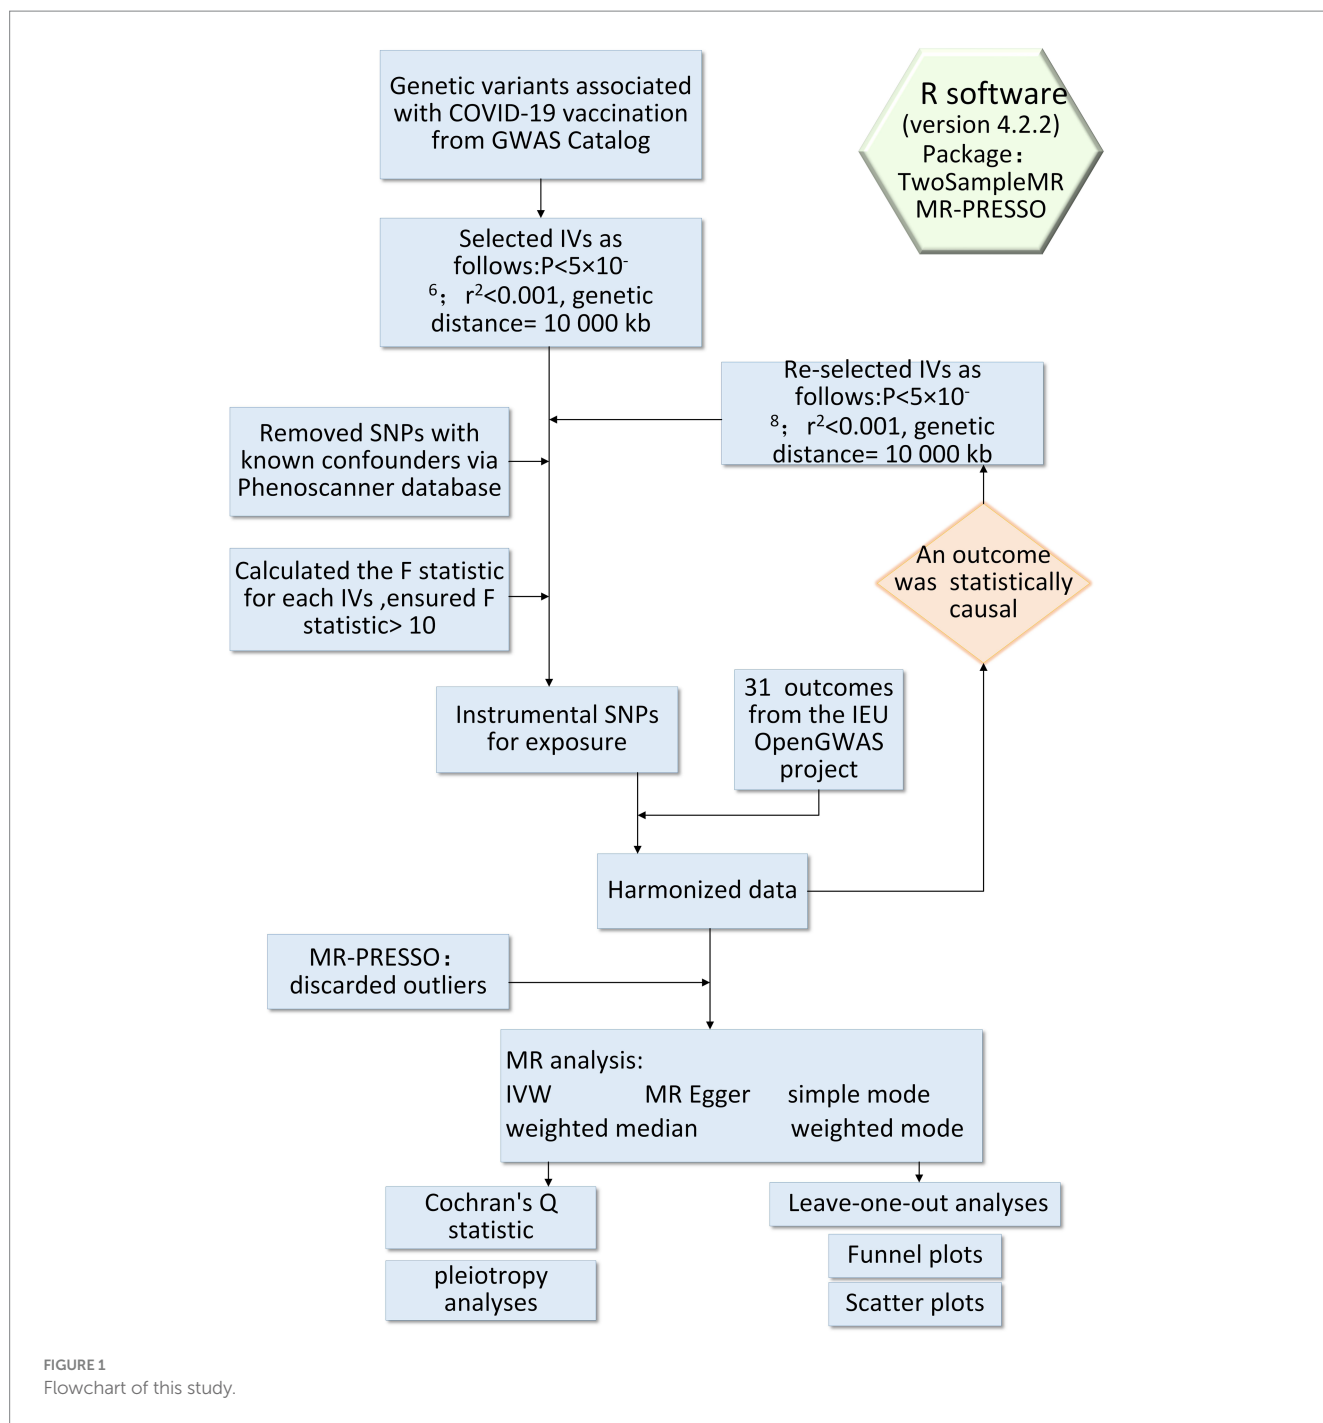 Genetic variants associated
with COVID-19 vaccination
from GWAS Catalog
R software
(version 4.2.2)
Package：
TwoSampleMR
MR-PRESSO
Selected IVs as
follows:P<5×10-
6； r2<0.001, genetic
distance= 10 000 kb
Re-selected IVs as
follows:P<5×10-
8； r2<0.001, genetic
distance= 10 000 kb
Removed SNPs with
known confounders via
Phenoscanner database
Calculated the F statistic
for each IVs ,ensured F
statistic> 10
An outcome
was statistically
causal
Instrumental SNPs
for exposure
31 outcomes
from the IEU
OpenGWAS
project
Harmonized data
MR-PRESSO：
discarded outliers
MR analysis:
IVW MR Egger simple mode
weighted median weighted mode
Cochran's Q
statistic
pleiotropy
analyses
Leave-one-out analyses
Funnel plots
Scatter plots
FIGURE 1
Flowchart of this study.